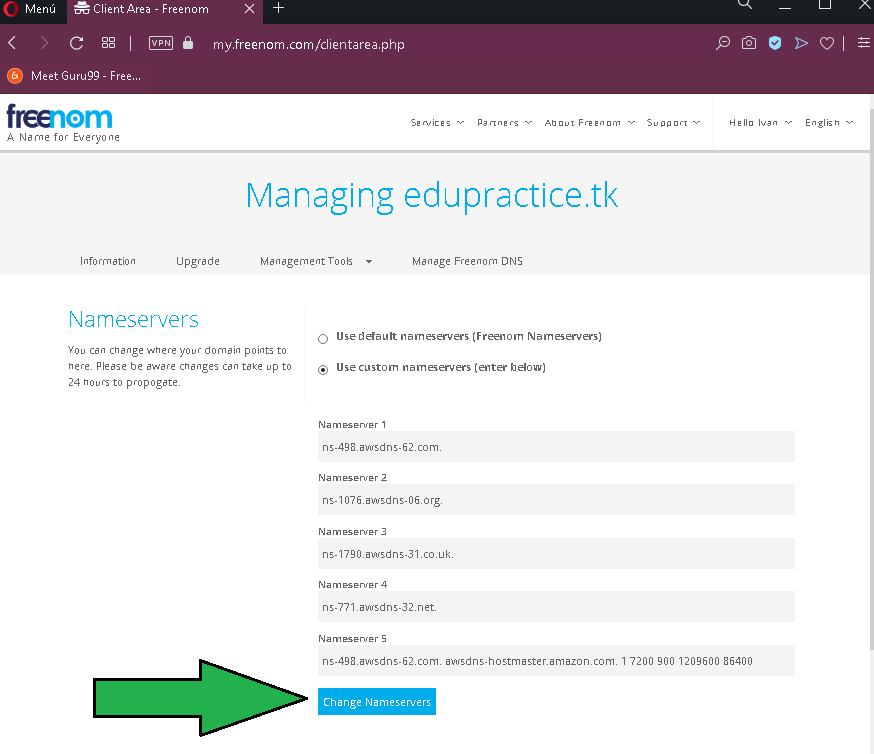 Menú
Client Area - Freenom
VPN
my.freenom.com/clientarea.php
Meet Guru99 - Free...
freenom
A Name for Everyone
Services Partners About Freenom Support Hello Ivan English
Managing edupractice.tk
Information Upgrade Management Tools Manage Freenom DNS
Nameservers
You can change where your domain points to
here. Please be aware changes can take up to
24 hours to propogate.
Use default nameservers (Freenom Nameservers)
Use custom nameservers (enter below)
Nameserver 1
ns-498.awsdns-62.com.
Nameserver 2
ns-1076.awsdns-06.org.
Nameserver 3
ns-1790.awsdns-31.co.uk.
Nameserver 4
ns-771.awsdns-32.net.
Nameserver 5
ns-498.awsdns-62.com. awsdns-hostmaster.amazon.com. 1 7200 900 1209600 86400
Change Nameservers